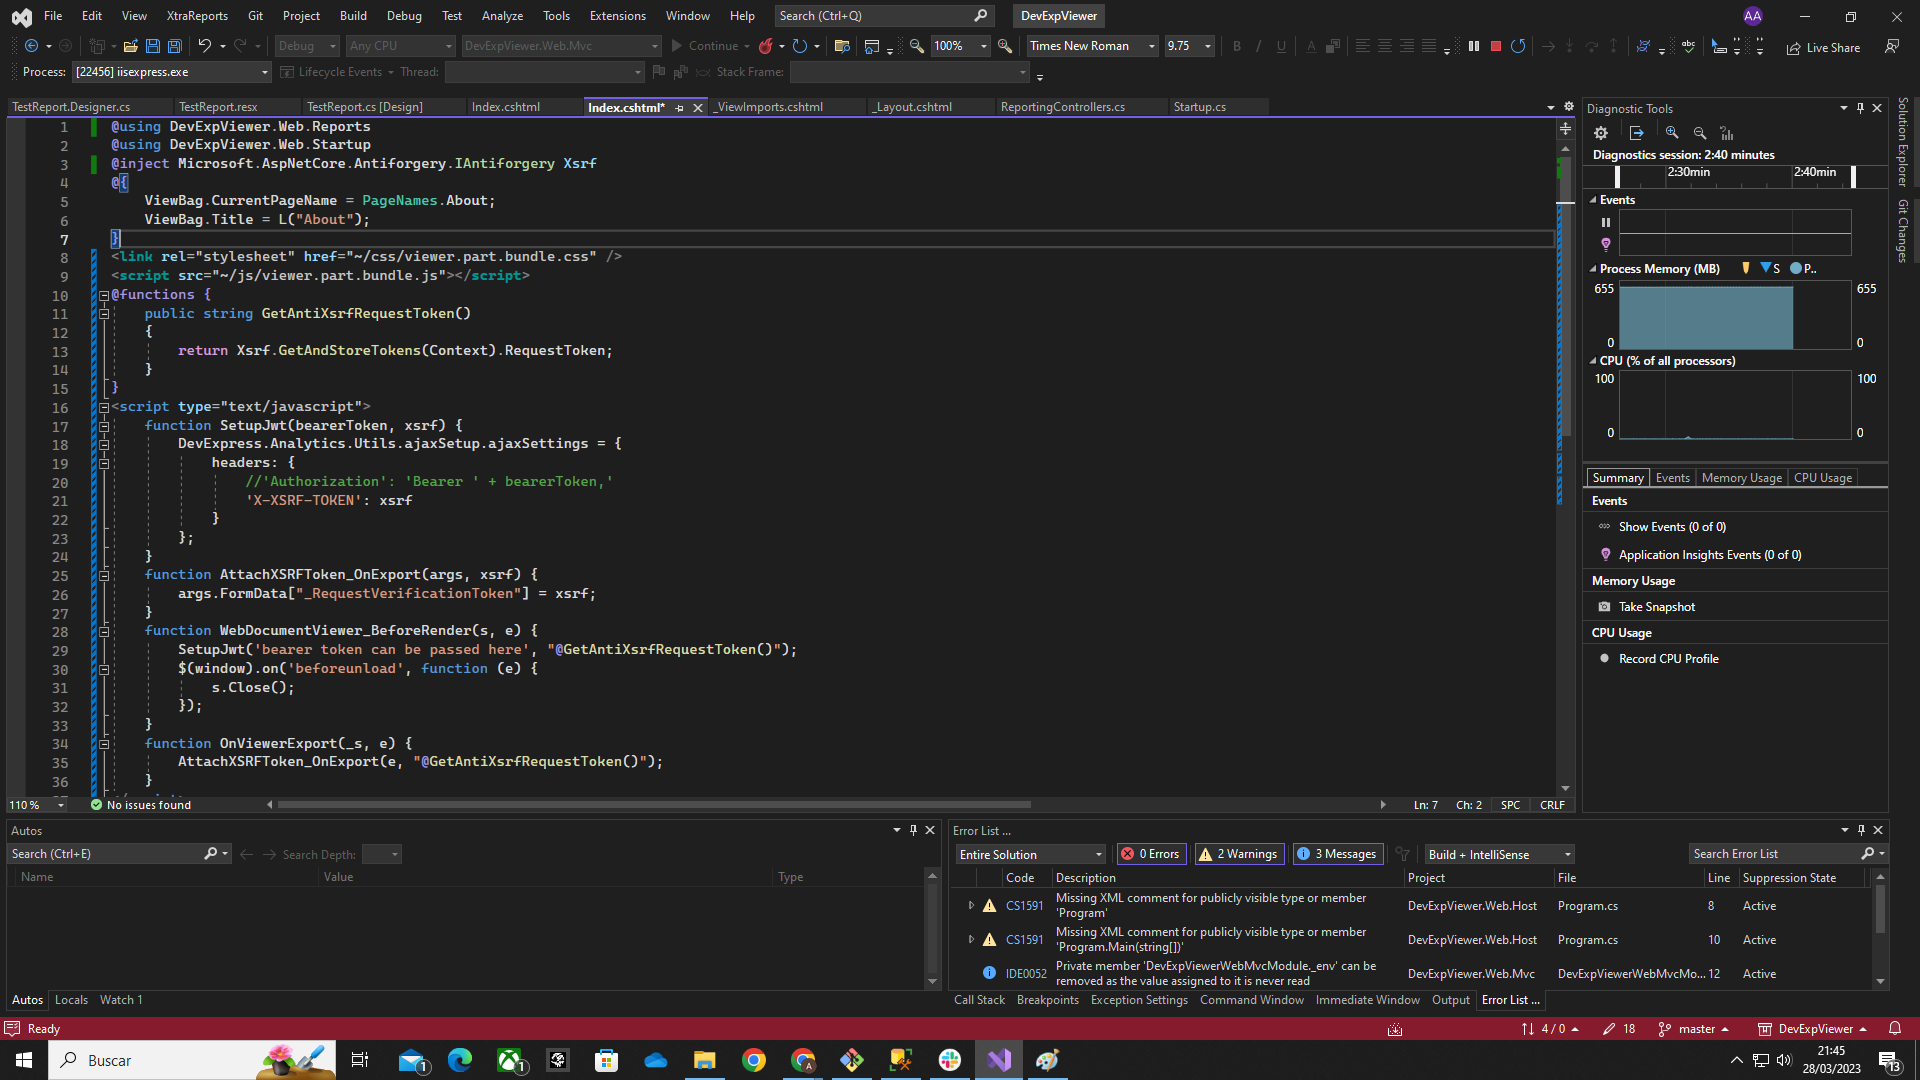 File Edit View XtraReports Git Project Build Debug Test Analyze Tools Extensions Window Help Search (Ctrl+Q) DevExpViewer AA
Debug Any CPU DevExpViewer.Web.Mvc Continue 100% Times New Roman 9.75 B I U A Live Share
Process: [22456] iisexpress.exe Lifecycle Events Thread: Stack Frame:
TestReport.Designer.cs TestReport.resx TestReport.cs [Design] Index.cshtml Index.cshtml* _ViewImports.cshtml _Layout.cshtml ReportingControllers.cs Startup.cs
1 @using DevExpViewer.Web.Reports
2 @using DevExpViewer.Web.Startup
3 @inject Microsoft.AspNetCore.Antiforgery.IAntiforgery Xsrf
4 @{
5 ViewBag.CurrentPageName = PageNames.About;
6 ViewBag.Title = L("About");
7 }
8 <link rel="stylesheet" href="~/css/viewer.part.bundle.css" />
9 <script src="~/js/viewer.part.bundle.js"></script>
10 @functions {
11 public string GetAntiXsrfRequestToken()
12 {
13 return Xsrf.GetAndStoreTokens(Context).RequestToken;
14 }
15 }
16 <script type="text/javascript">
17 function SetupJwt(bearerToken, xsrf) {
18 DevExpress.Analytics.Utils.ajaxSetup.ajaxSettings = {
19 headers: {
20 //'Authorization': 'Bearer ' + bearerToken,'
21 'X-XSRF-TOKEN': xsrf
22 }
23 };
24 }
25 function AttachXSRFToken_OnExport(args, xsrf) {
26 args.FormData["_RequestVerificationToken"] = xsrf;
27 }
28 function WebDocumentViewer_BeforeRender(s, e) {
29 SetupJwt('bearer token can be passed here', "@GetAntiXsrfRequestToken()");
30 $(window).on('beforeunload', function (e) {
31 s.Close();
32 });
33 }
34 function OnViewerExport(_s, e) {
35 AttachXSRFToken_OnExport(e, "@GetAntiXsrfRequestToken()");
36 }
110 % No issues found Ln: 7 Ch: 2 SPC CRLF
Diagnostic Tools
Diagnostics session: 2:40 minutes
2:30min 2:40min
Events
Process Memory (MB) S P..
655 655
0 0
CPU (% of all processors)
100 100
0 0
Summary Events Memory Usage CPU Usage
Events
Show Events (0 of 0)
Application Insights Events (0 of 0)
Memory Usage
Take Snapshot
CPU Usage
Record CPU Profile
Solution Explorer
Git Changes
Autos
Search (Ctrl+E) Search Depth:
Name Value Type
Autos Locals Watch 1
Error List ...
Entire Solution 0 Errors 2 Warnings 3 Messages Build + IntelliSense Search Error List
Code Description Project File Line Suppression State
CS1591 Missing XML comment for publicly visible type or member 'Program' DevExpViewer.Web.Host Program.cs 8 Active
CS1591 Missing XML comment for publicly visible type or member 'Program.Main(string[])' DevExpViewer.Web.Host Program.cs 10 Active
IDE0052 Private member 'DevExpViewerWebMvcModule._env' can be removed as the value assigned to it is never read DevExpViewer.Web.Mvc DevExpViewerWebMvcMo... 12 Active
Call Stack Breakpoints Exception Settings Command Window Immediate Window Output Error List ...
Ready 4 / 0 18 master DevExpViewer
Buscar 1 1 A 21:45
28/03/2023 13